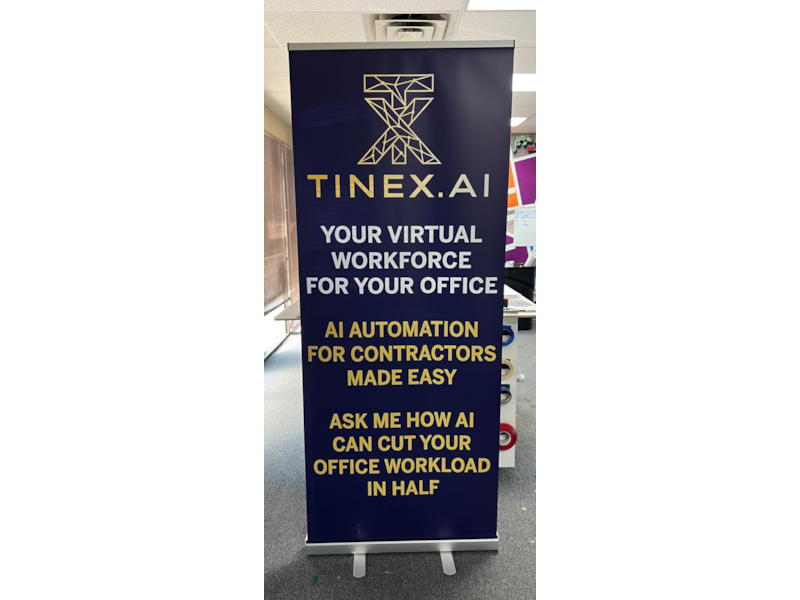 TINEX.AI
YOUR VIRTUAL
WORKFORCE
FOR YOUR OFFICE
AI AUTOMATION
FOR CONTRACTORS
MADE EASY
ASK ME HOW AI
CAN CUT YOUR
OFFICE WORKLOAD
IN HALF